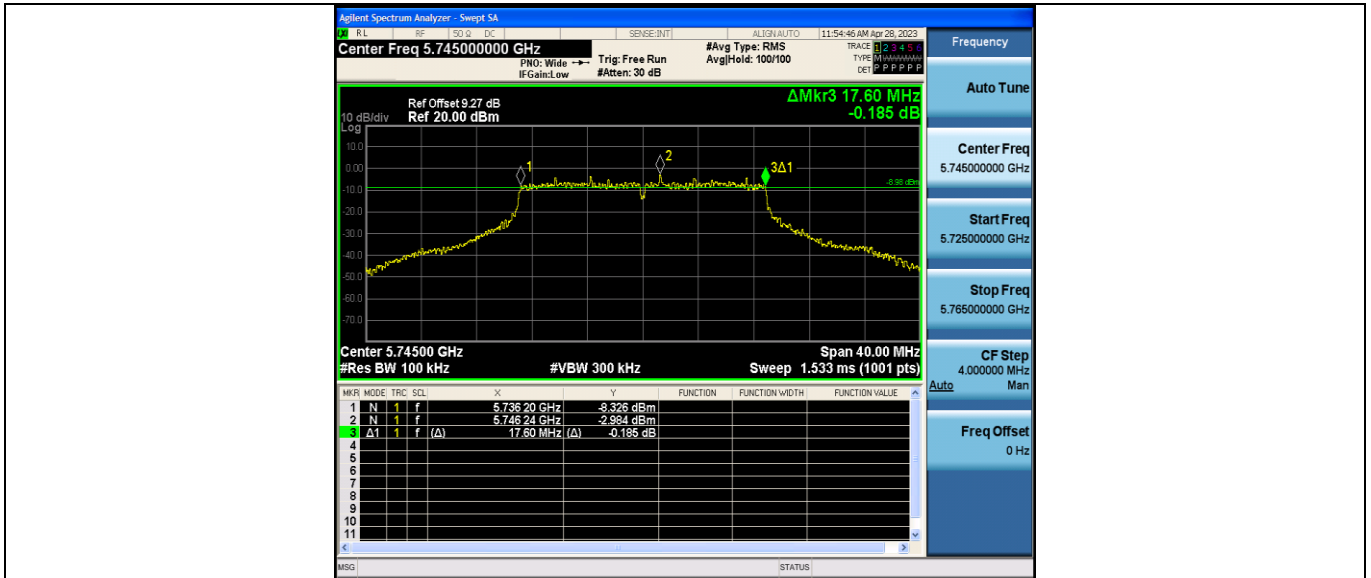 Agilent Spectrum Analyzer - Swept SA
LXI RL RF 50 Ω DC SENSE:INT ALIGNAUTO 11:54:46 AM Apr 28, 2023
Center Freq 5.745000000 GHz
PNO: Wide
IFGain:Low
Trig: Free Run
#Atten: 30 dB
#Avg Type: RMS
Avg|Hold: 100/100
TRACE 1 2 3 4 5 6
TYPE M WWWWW
DET P P P P P P
Ref Offset 9.27 dB
10 dB/div Ref 20.00 dBm
Log
ΔMkr3 17.60 MHz
-0.185 dB
10.0
0.00
-10.0
-20.0
-30.0
-40.0
-50.0
-60.0
-70.0
1
2
3Δ1
-8.98 dBm
Center 5.74500 GHz Span 40.00 MHz
#Res BW 100 kHz #VBW 300 kHz Sweep 1.533 ms (1001 pts)
MKR MODE TRC SCL X Y FUNCTION FUNCTION WIDTH FUNCTION VALUE
1 N 1 f 5.736 20 GHz -8.326 dBm
2 N 1 f 5.746 24 GHz -2.984 dBm
3 Δ1 1 f (Δ) 17.60 MHz (Δ) -0.185 dB
4
5
6
7
8
9
10
11
MSG STATUS
Frequency
Auto Tune
Center Freq
5.745000000 GHz
Start Freq
5.725000000 GHz
Stop Freq
5.765000000 GHz
CF Step
4.000000 MHz
Auto Man
Freq Offset
0 Hz